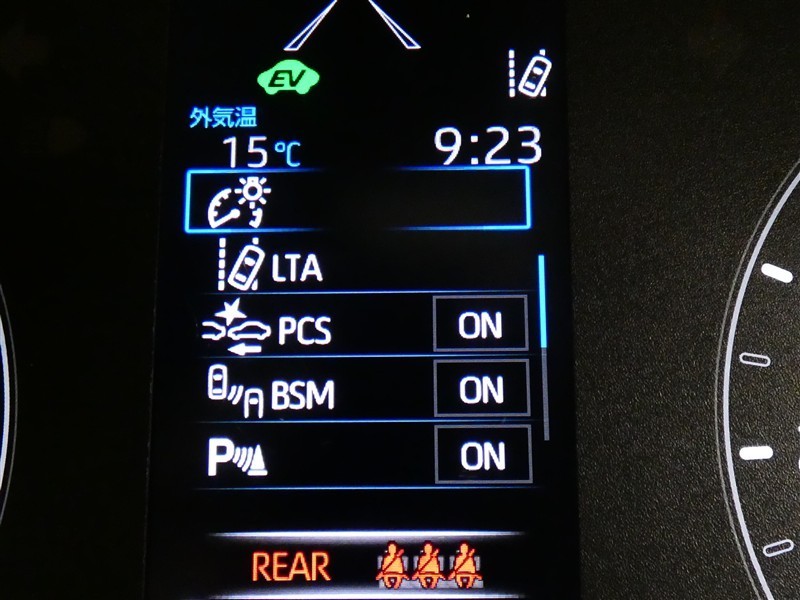 EV
外気温
15℃ 9:23
LTA
PCS ON
BSM ON
P ON
REAR